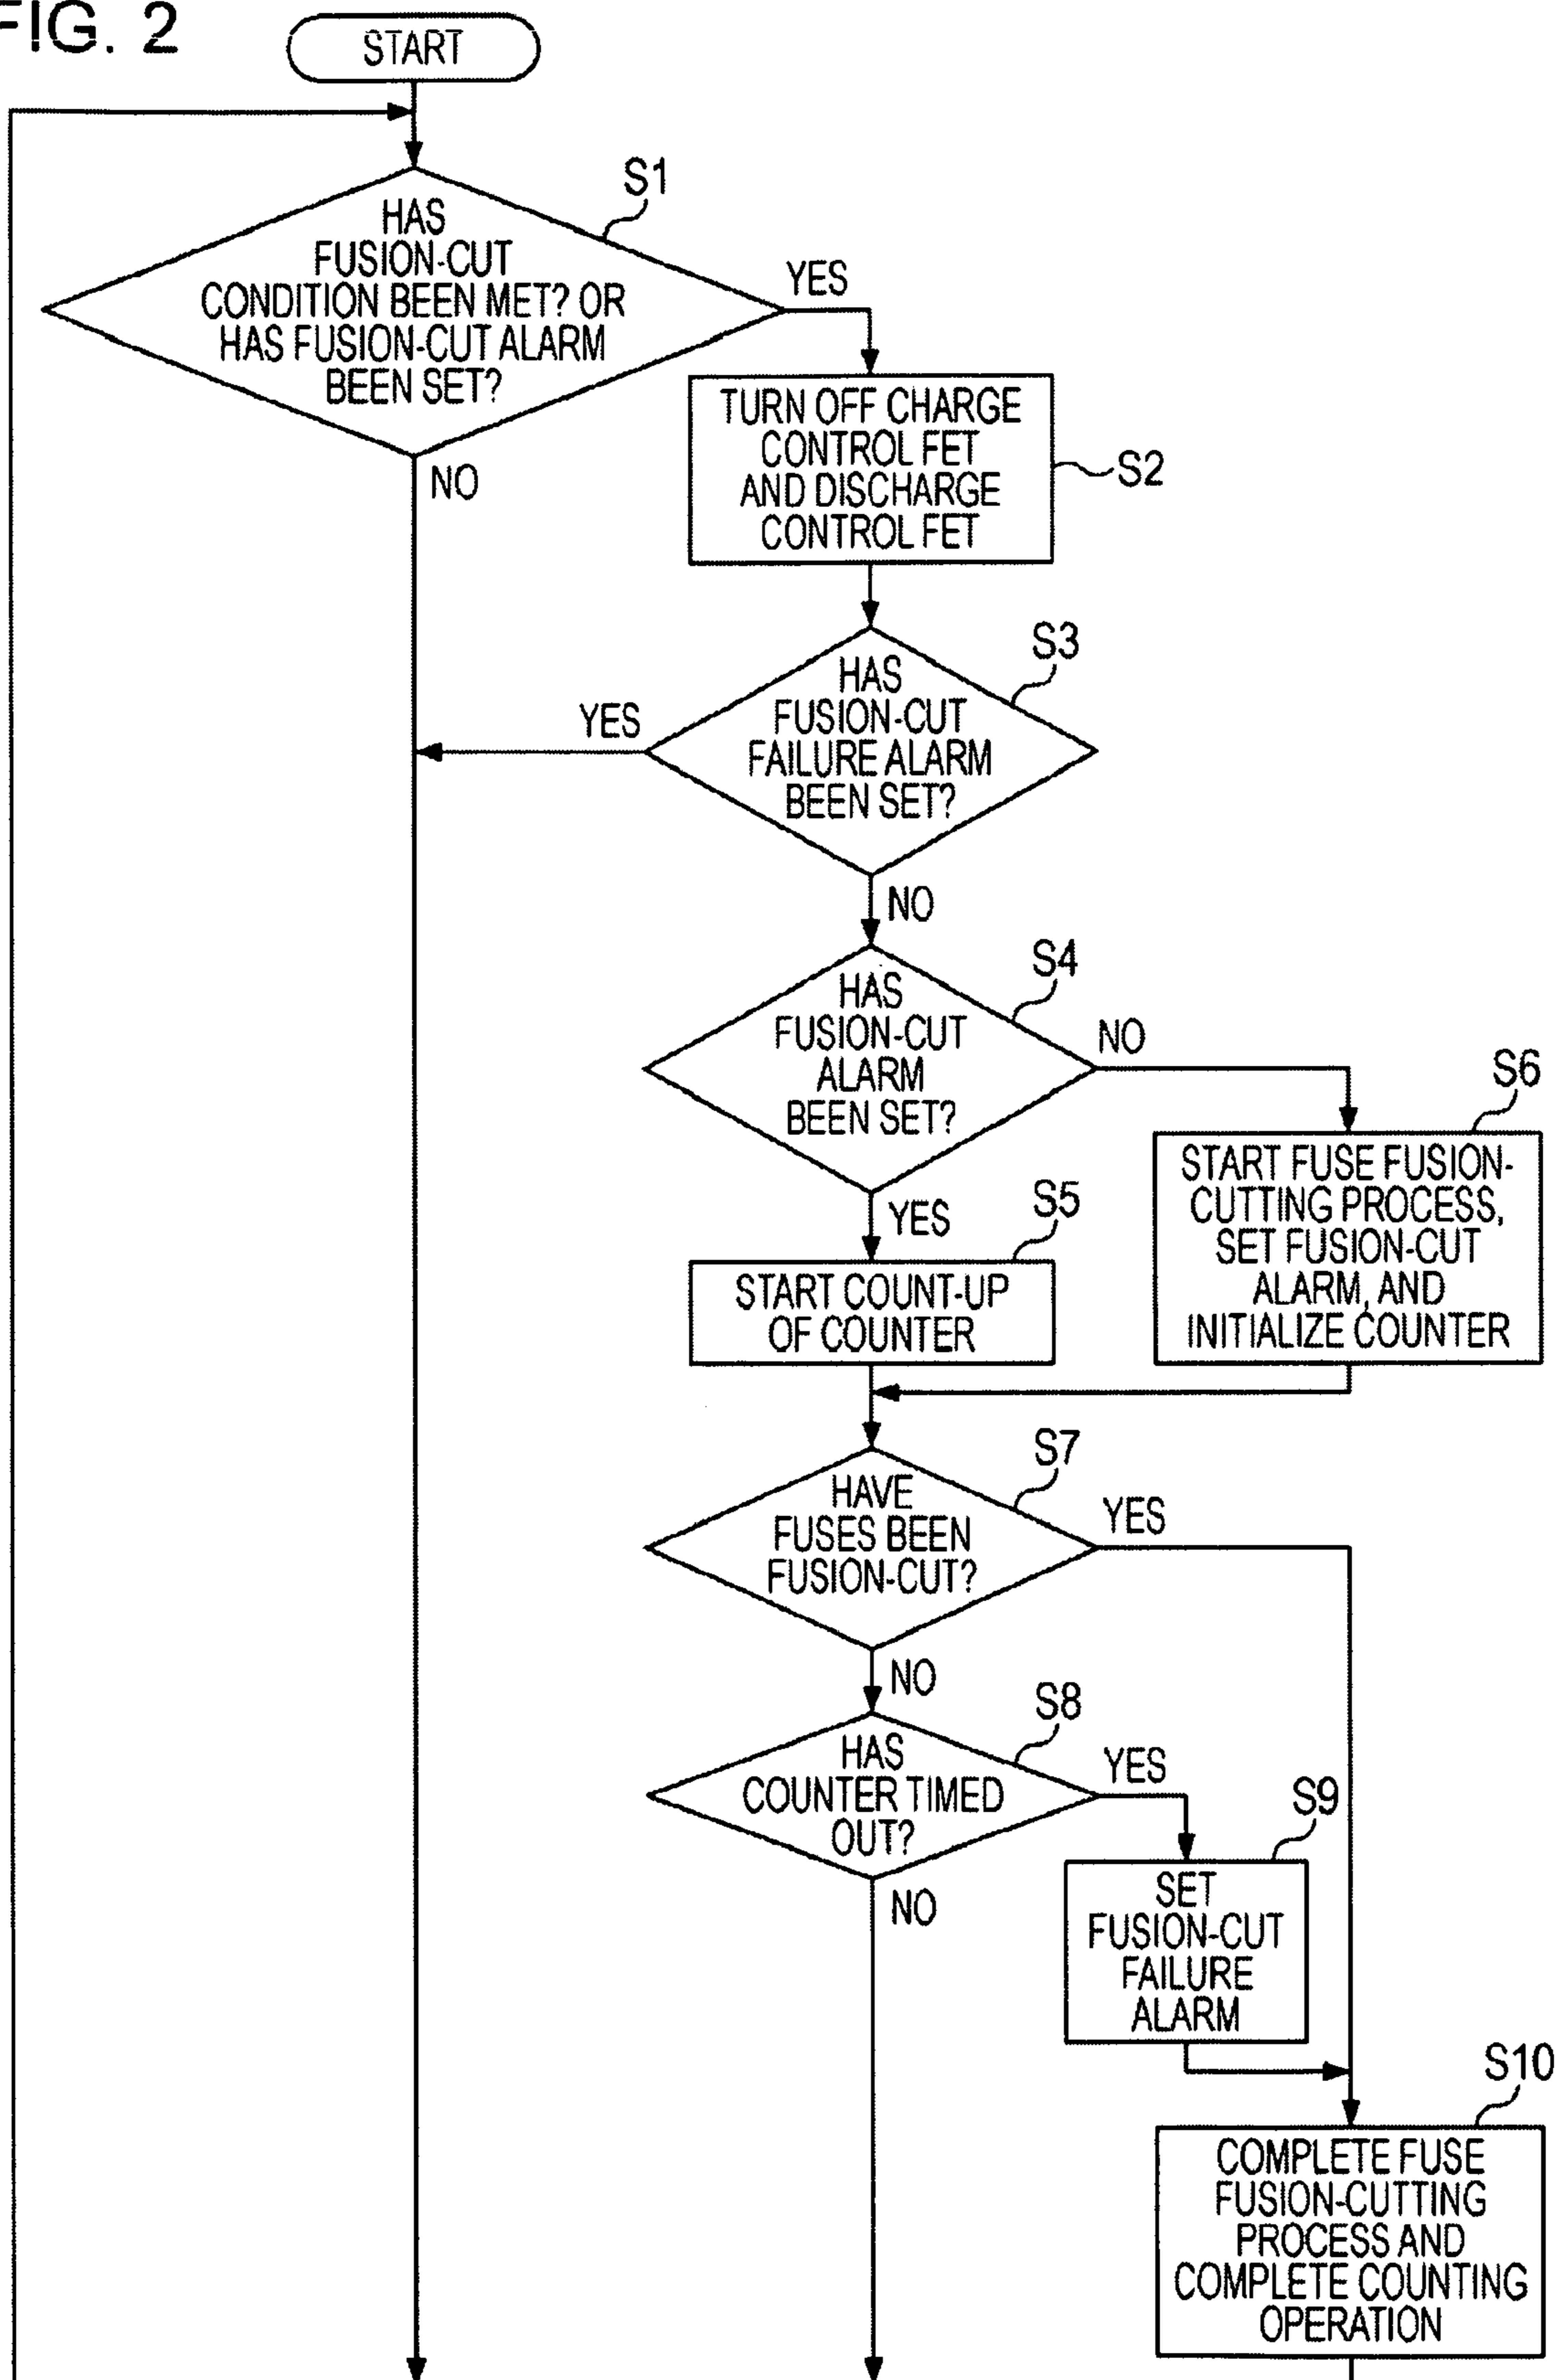 FIG. 2
START
S1
HAS
FUSION-CUT
CONDITION BEEN MET? OR
HAS FUSION-CUT ALARM
BEEN SET?
YES
NO
TURN OFF CHARGE
CONTROL FET
AND DISCHARGE
CONTROL FET
S2
S3
HAS
FUSION-CUT
FAILURE ALARM
BEEN SET?
YES
NO
S4
HAS
FUSION-CUT
ALARM
BEEN SET?
NO
YES
S6
START FUSE FUSION-
CUTTING PROCESS,
SET FUSION-CUT
ALARM, AND
INITIALIZE COUNTER
S5
START COUNT-UP
OF COUNTER
S7
HAVE
FUSES BEEN
FUSION-CUT?
YES
NO
S8
HAS
COUNTER TIMED
OUT?
YES
NO
S9
SET
FUSION-CUT
FAILURE
ALARM
S10
COMPLETE FUSE
FUSION-CUTTING
PROCESS AND
COMPLETE COUNTING
OPERATION